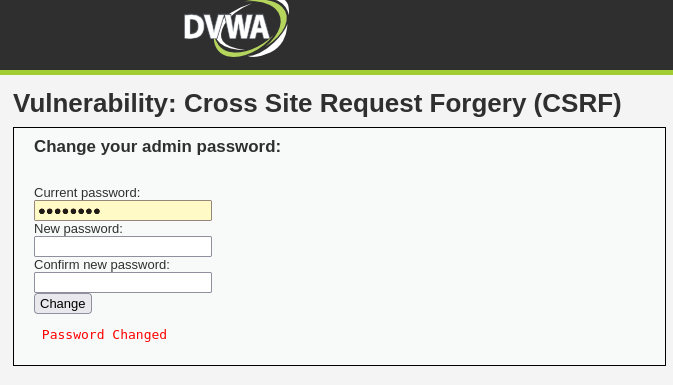 DVWA
Vulnerability: Cross Site Request Forgery (CSRF)
Change your admin password:
Current password:
●●●●●●●●
New password:
Confirm new password:
Change
Password Changed